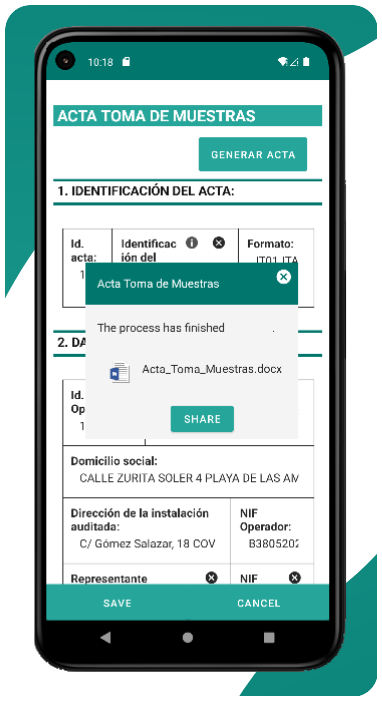 10:18
ACTA TOMA DE MUESTRAS
GENERAR ACTA
1. IDENTIFICACIÓN DEL ACTA:
Id. acta:
Identificac ión del
Formato:
1
Acta Toma de Muestras
The process has finished .
Acta_Toma_Muestras.docx
SHARE
2. DA
Id. Op
1
Domicilio social:
CALLE ZURITA SOLER 4 PLAYA DE LAS AM
Dirección de la instalación
auditada:
C/ Gómez Salazar, 18 COV
NIF
Operador:
B3805202
Representante
NIF
SAVE
CANCEL